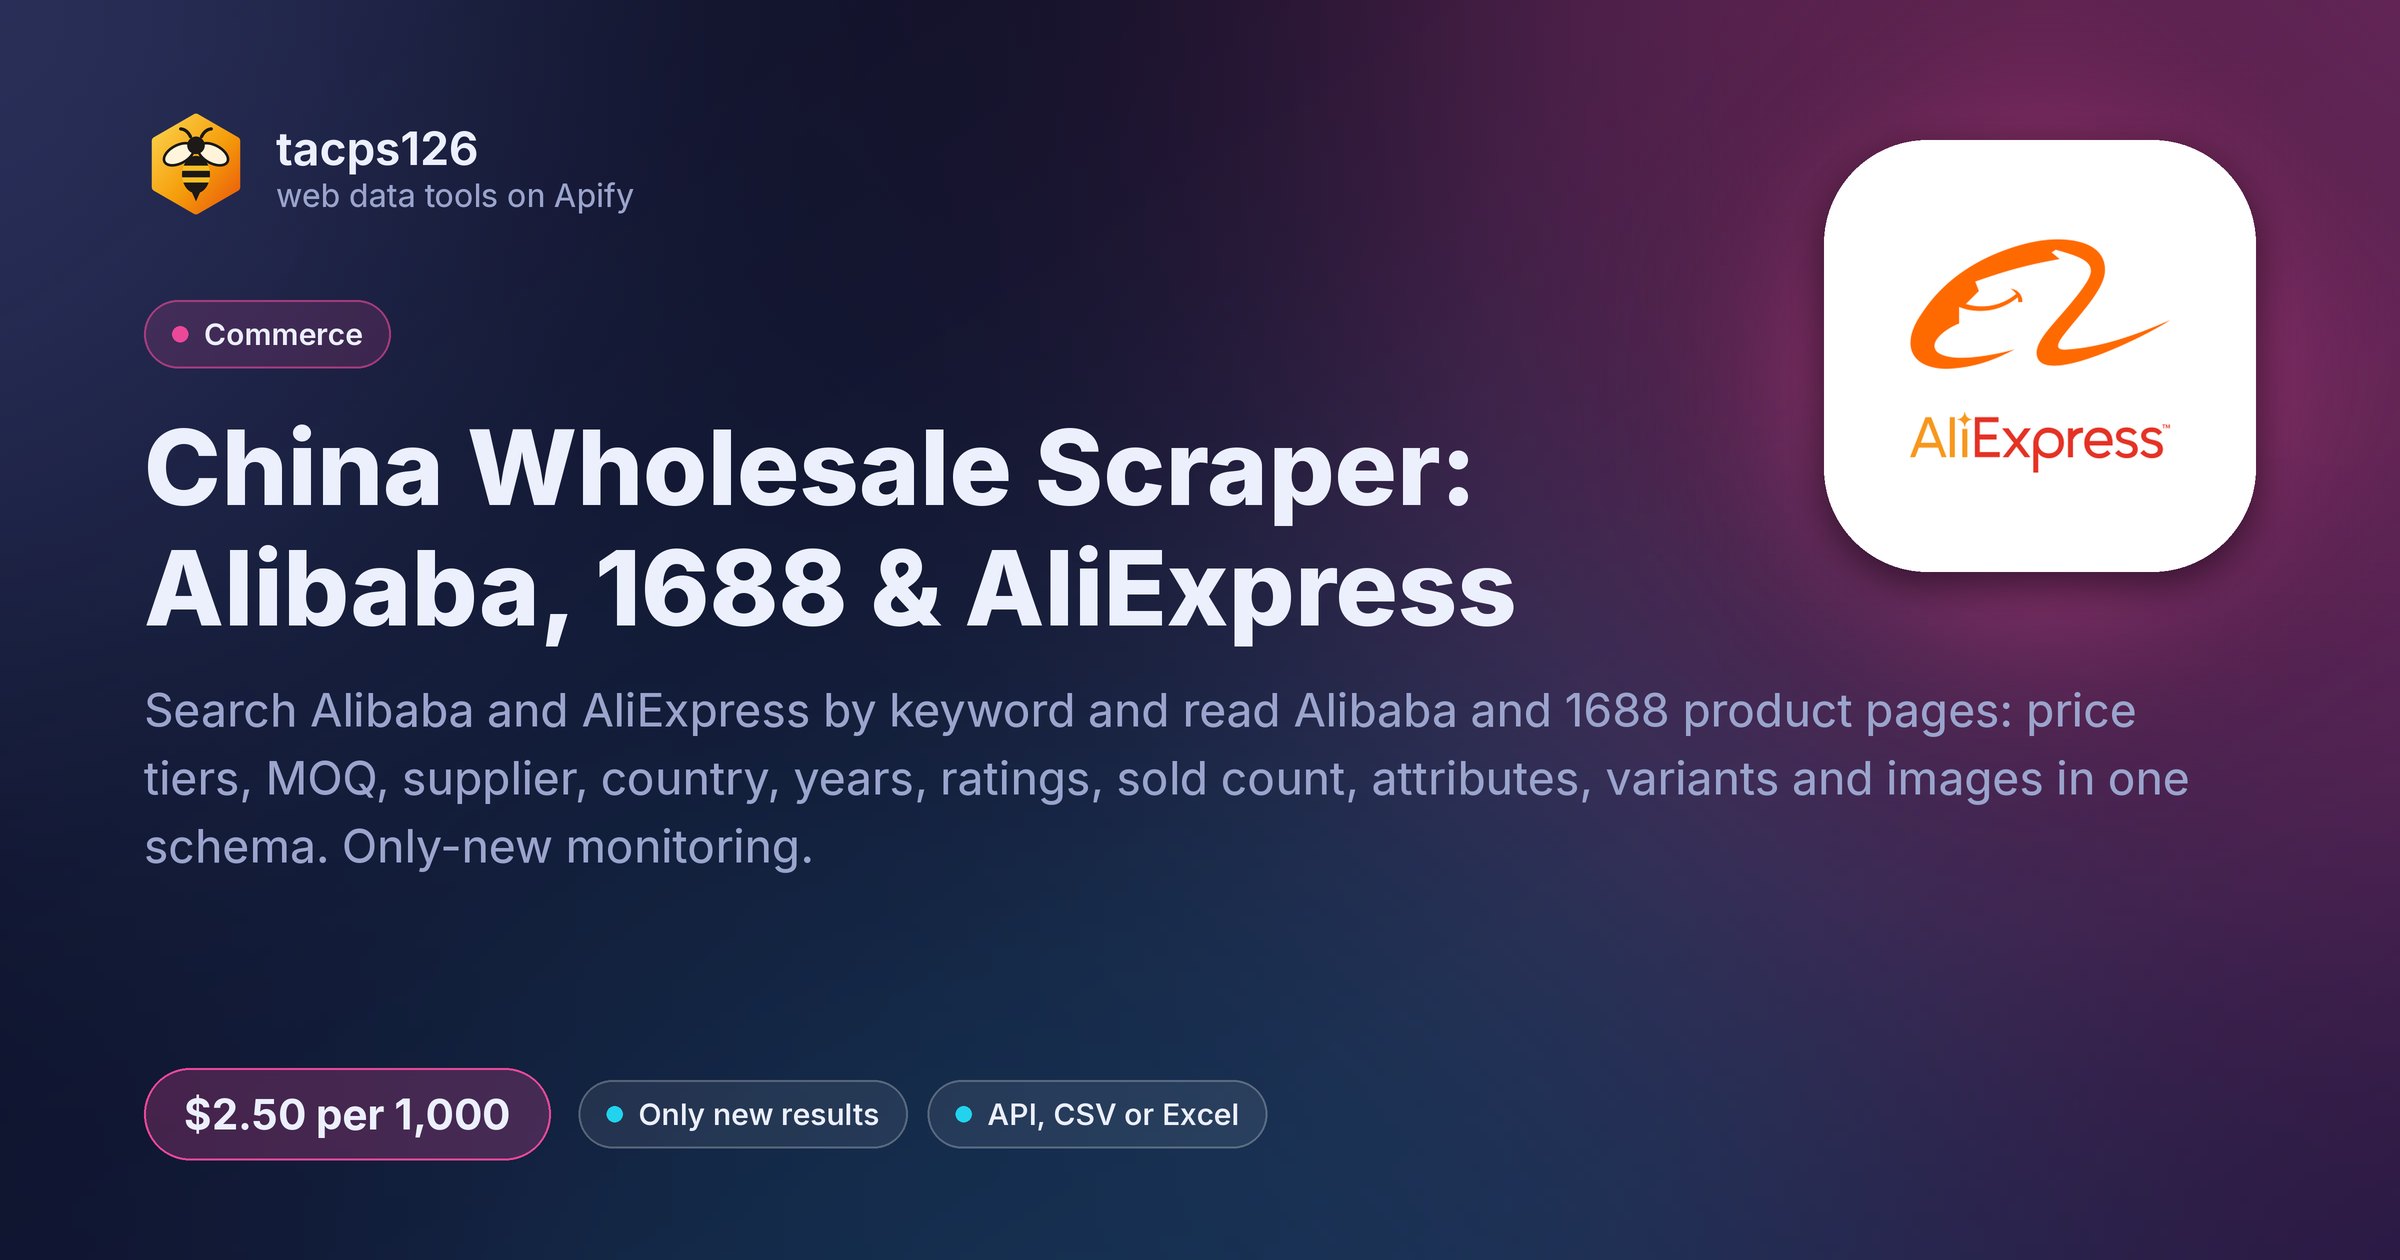 tacps126
web data tools on Apify
Commerce
AliExpress™
China Wholesale Scraper:
Alibaba, 1688 & AliExpress
Search Alibaba and AliExpress by keyword and read Alibaba and 1688 product pages: price
tiers, MOQ, supplier, country, years, ratings, sold count, attributes, variants and images in one
schema. Only-new monitoring.
$2.50 per 1,000
Only new results
API, CSV or Excel